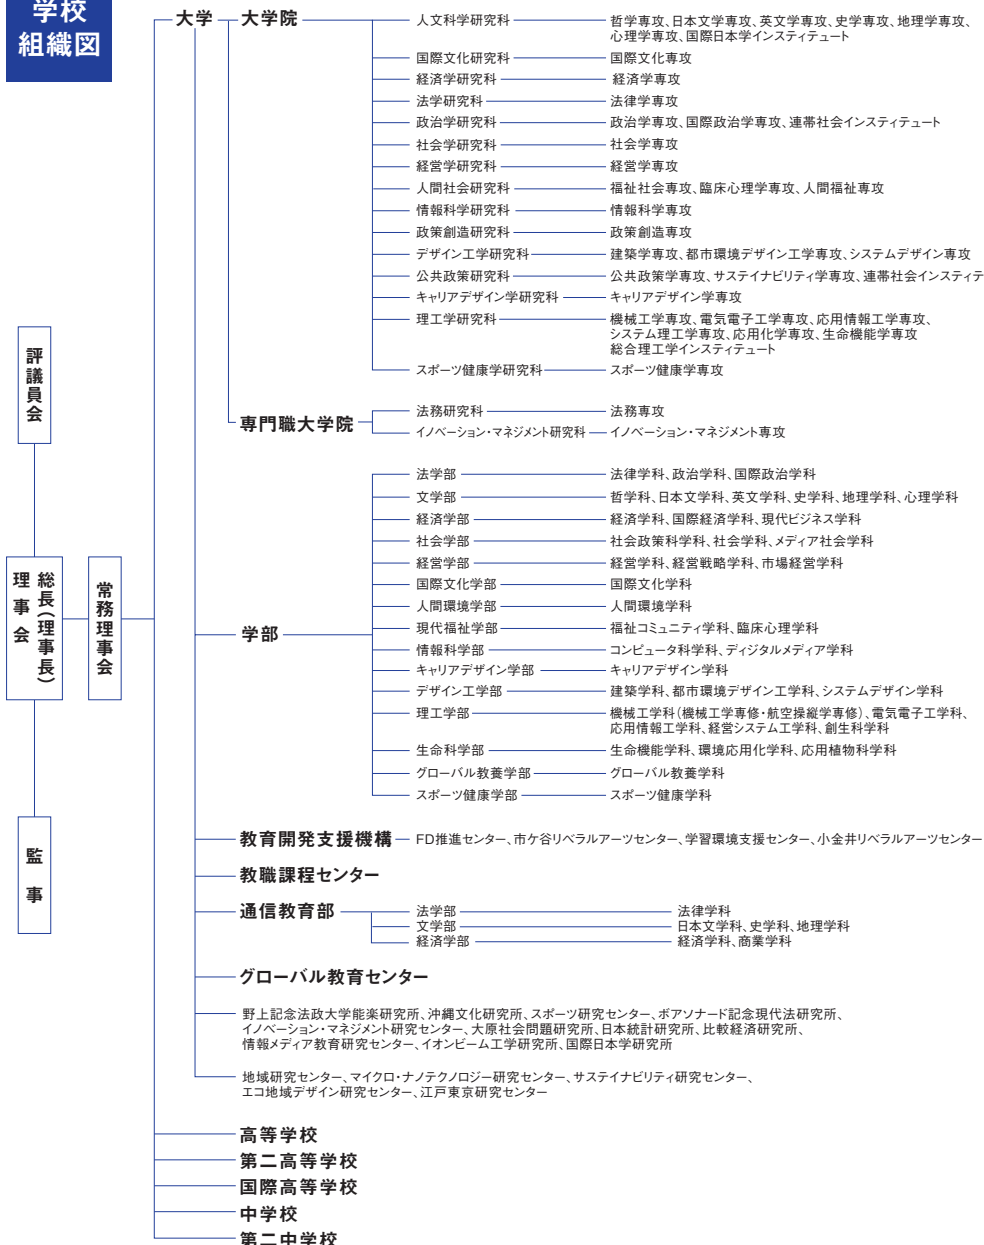 学校
組織図
評議員会
総長(理事長)
理事会
常務理事会
監事
大学
大学院
人文科学研究科 哲学専攻、日本文学専攻、英文学専攻、史学専攻、地理学専攻、
心理学専攻、国際日本学インスティテュート
国際文化研究科 国際文化専攻
経済学研究科 経済学専攻
法学研究科 法律学専攻
政治学研究科 政治学専攻、国際政治学専攻、連帯社会インスティテュート
社会学研究科 社会学専攻
経営学研究科 経営学専攻
人間社会研究科 福祉社会専攻、臨床心理学専攻、人間福祉専攻
情報科学研究科 情報科学専攻
政策創造研究科 政策創造専攻
デザイン工学研究科 建築学専攻、都市環境デザイン工学専攻、システムデザイン専攻
公共政策研究科 公共政策学専攻、サステイナビリティ学専攻、連帯社会インスティテ
キャリアデザイン学研究科 キャリアデザイン学専攻
理工学研究科 機械工学専攻、電気電子工学専攻、応用情報工学専攻、
システム理工学専攻、応用化学専攻、生命機能学専攻
総合理工学インスティテュート
スポーツ健康学研究科 スポーツ健康学専攻
専門職大学院
法務研究科 法務専攻
イノベーション・マネジメント研究科 イノベーション・マネジメント専攻
学部
法学部 法律学科、政治学科、国際政治学科
文学部 哲学科、日本文学科、英文学科、史学科、地理学科、心理学科
経済学部 経済学科、国際経済学科、現代ビジネス学科
社会学部 社会政策科学科、社会学科、メディア社会学科
経営学部 経営学科、経営戦略学科、市場経営学科
国際文化学部 国際文化学科
人間環境学部 人間環境学科
現代福祉学部 福祉コミュニティ学科、臨床心理学科
情報科学部 コンピュータ科学科、ディジタルメディア学科
キャリアデザイン学部 キャリアデザイン学科
デザイン工学部 建築学科、都市環境デザイン工学科、システムデザイン学科
理工学部 機械工学科(機械工学専修・航空操縦学専修)、電気電子工学科、
応用情報工学科、経営システム工学科、創生科学科
生命科学部 生命機能学科、環境応用化学科、応用植物科学科
グローバル教養学部 グローバル教養学科
スポーツ健康学部 スポーツ健康学科
教育開発支援機構 FD推進センター、市ケ谷リベラルアーツセンター、学習環境支援センター、小金井リベラルアーツセンター
教職課程センター
通信教育部
法学部 法律学科
文学部 日本文学科、史学科、地理学科
経済学部 経済学科、商業学科
グローバル教育センター
野上記念法政大学能楽研究所、沖縄文化研究所、スポーツ研究センター、ボアソナード記念現代法研究所、
イノベーション・マネジメント研究センター、大原社会問題研究所、日本統計研究所、比較経済研究所、
情報メディア教育研究センター、イオンビーム工学研究所、国際日本学研究所
地域研究センター、マイクロ・ナノテクノロジー研究センター、サステイナビリティ研究センター、
エコ地域デザイン研究センター、江戸東京研究センター
高等学校
第二高等学校
国際高等学校
中学校
第二中学校